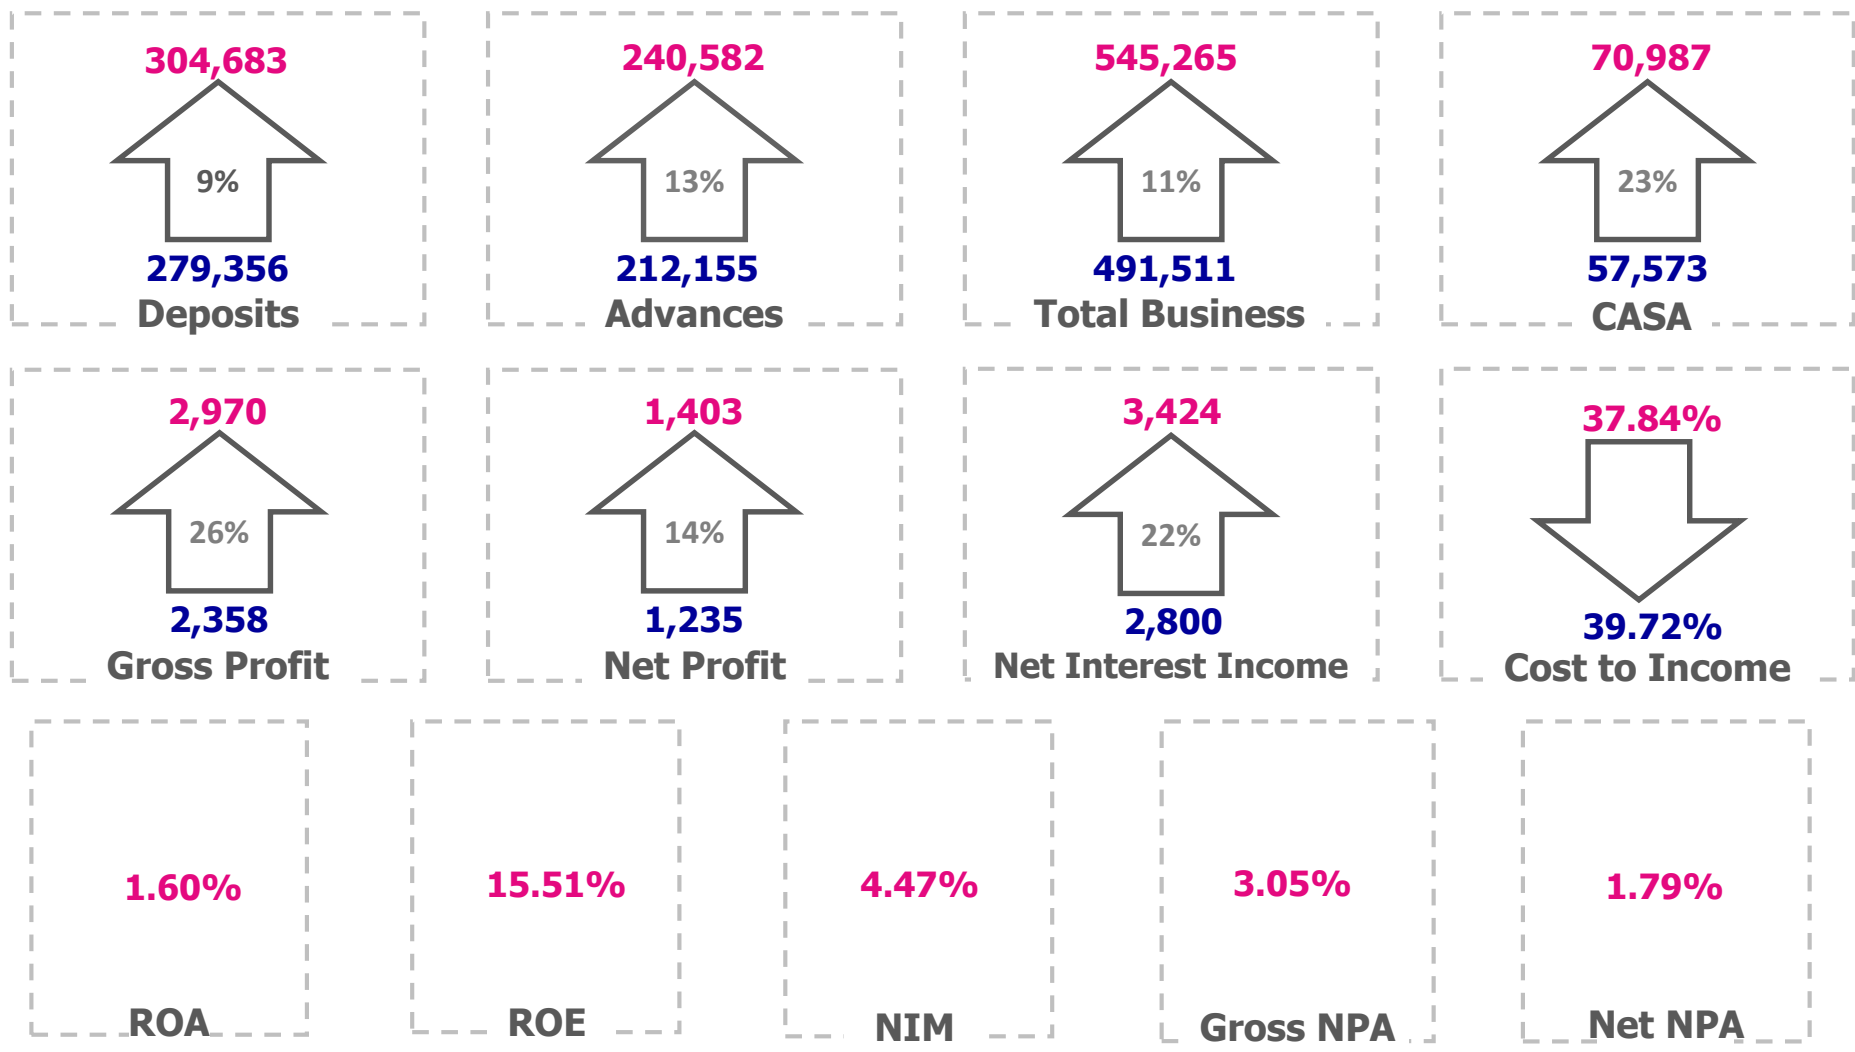 304,683
9%
279,356
Deposits
240,582
13%
212,155
Advances
545,265
11%
491,511
Total Business
70,987
23%
57,573
CASA
2,970
26%
2,358
Gross Profit
1,403
14%
1,235
Net Profit
3,424
22%
2,800
Net Interest Income
37.84%
39.72%
Cost to Income
1.60%
ROA
15.51%
ROE
4.47%
NIM
3.05%
Gross NPA
1.79%
Net NPA